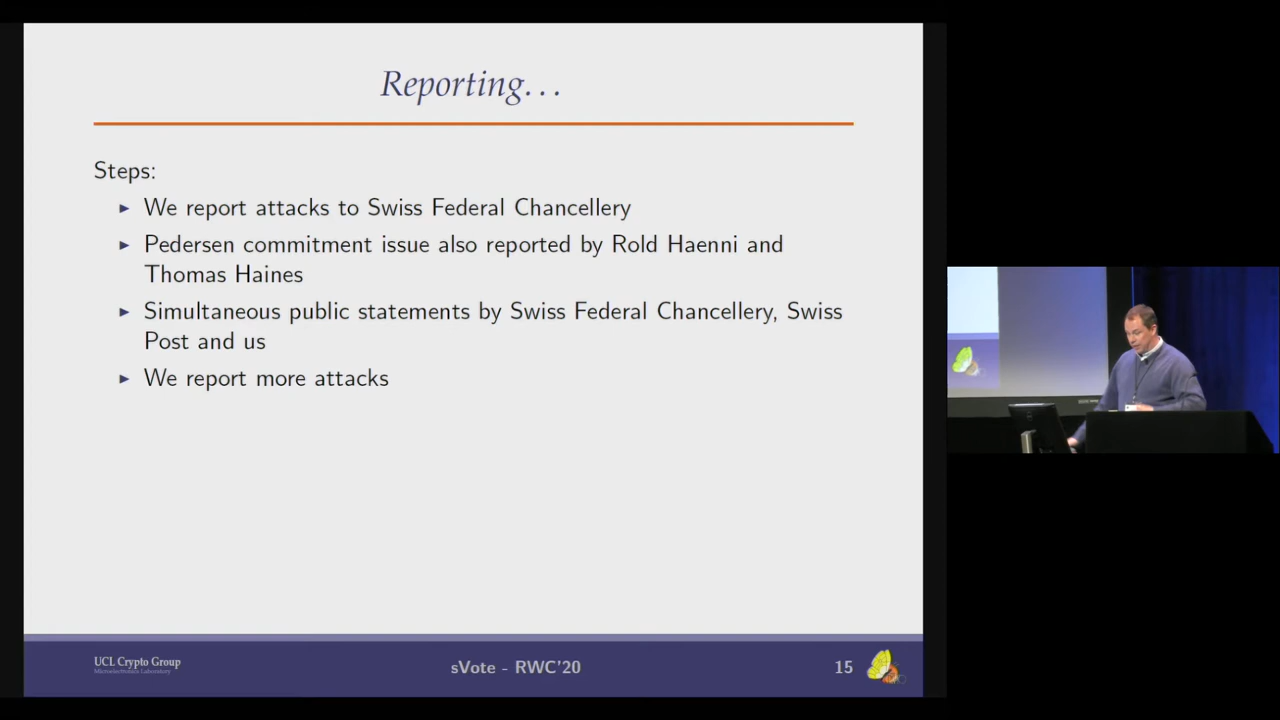 Reporting...
Steps:
We report attacks to Swiss Federal Chancellery
Pedersen commitment issue also reported by Rold Haenni and
Thomas Haines
Simultaneous public statements by Swiss Federal Chancellery, Swiss
Post and us
We report more attacks
UCL Crypto Group
Microelectronics Laboratory
sVote - RWC'20
15